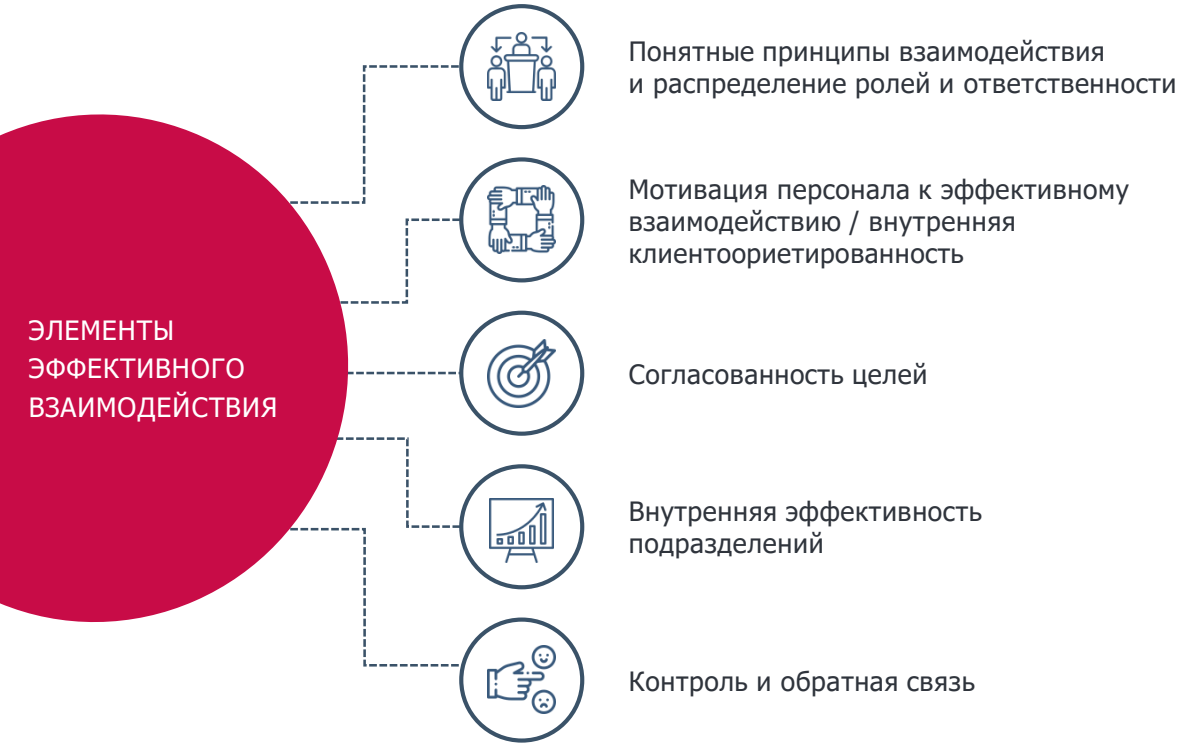 Понятные принципы взаимодействия
и распределение ролей и ответственности
Мотивация персонала к эффективному
взаимодействию / внутренняя
клиентоориетированность
ЭЛЕМЕНТЫ
ЭФФЕКТИВНОГО
ВЗАИМОДЕЙСТВИЯ
Согласованность целей
Внутренняя эффективность
подразделений
Контроль и обратная связь